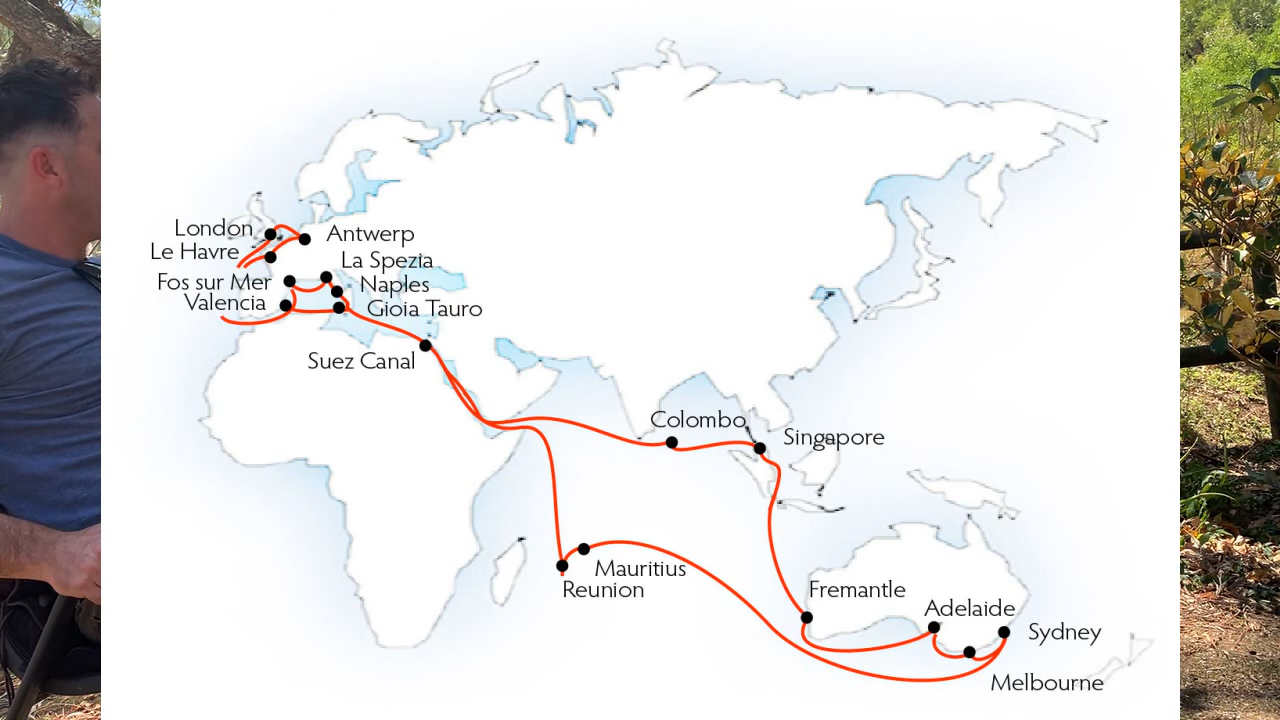 London
Antwerp
Le Havre
La Spezia
Fos sur Mer
Naples
Valencia
Gioia Tauro
Suez Canal
Colombo
Singapore
Mauritius
Reunion
Fremantle
Adelaide
Sydney
Melbourne